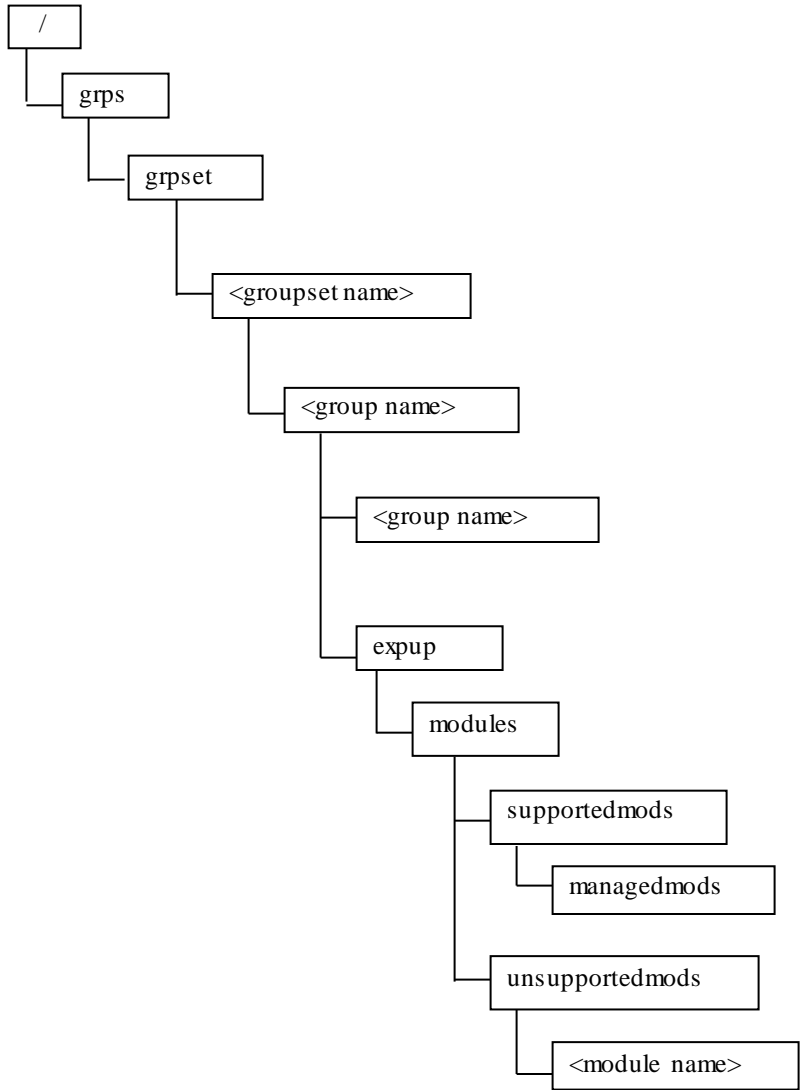 /
grps
grpset
<groupset name>
<group name>
<group name>
expup
modules
supportedmods
managedmods
unsupportedmods
<module name>